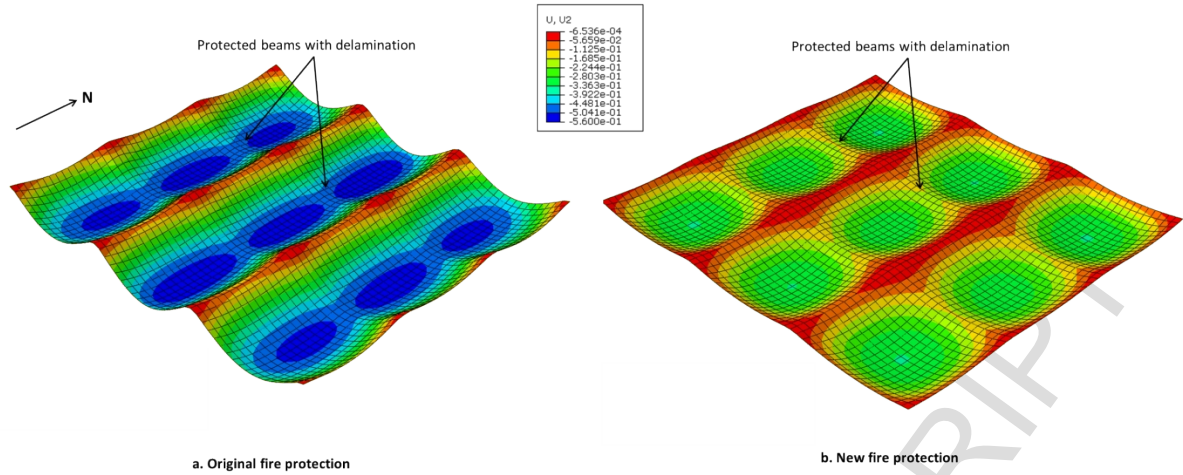 Protected beams with delamination
N
U, U2
-6.536e-04
-5.659e-02
-1.125e-01
-1.685e-01
-2.244e-01
-2.803e-01
-3.363e-01
-3.922e-01
-4.481e-01
-5.041e-01
-5.600e-01
Protected beams with delamination
RIPT
a. Original fire protection
b. New fire protection